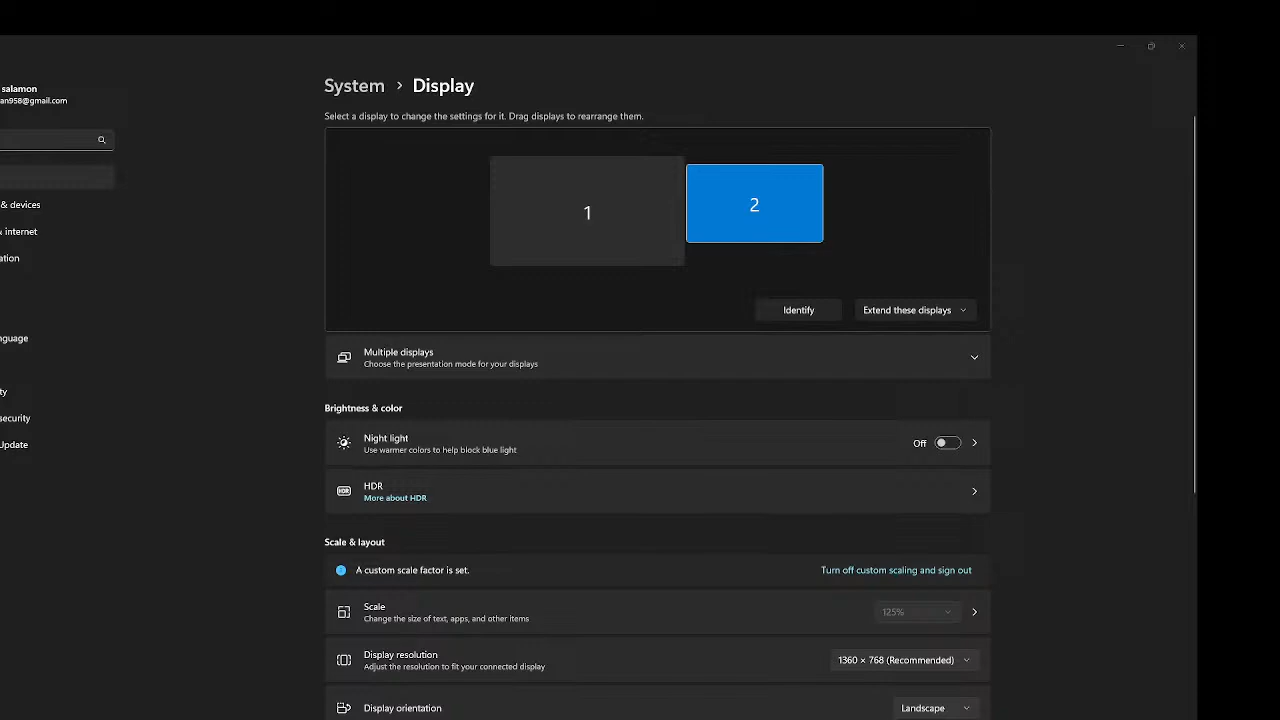 System > Display
salamon
an958@gmail.com
Select a display to change the settings for it. Drag displays to rearrange them.
1
2
& devices
& internet
ation
nguage
ty
security
Update
Identify
Extend these displays
Multiple displays
Choose the presentation mode for your displays
Brightness & color
Night light
Use warmer colors to help block blue light
Off
HDR
HDR
More about HDR
Scale & layout
A custom scale factor is set.
Turn off custom scaling and sign out
Scale
Change the size of text, apps, and other items
125%
Display resolution
Adjust the resolution to fit your connected display
1360 × 768 (Recommended)
Display orientation
Landscape